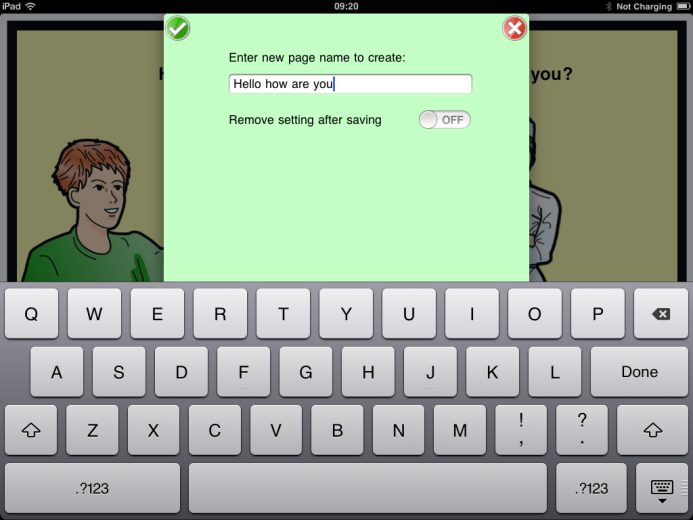 iPad 09:20 Not Charging
Enter new page name to create:
you?
Hello how are you
Remove setting after saving OFF
Q W E R T Y U I O P
A S D F G H J K L Done
Z X C V B N M ! , ? .
.?123 .?123